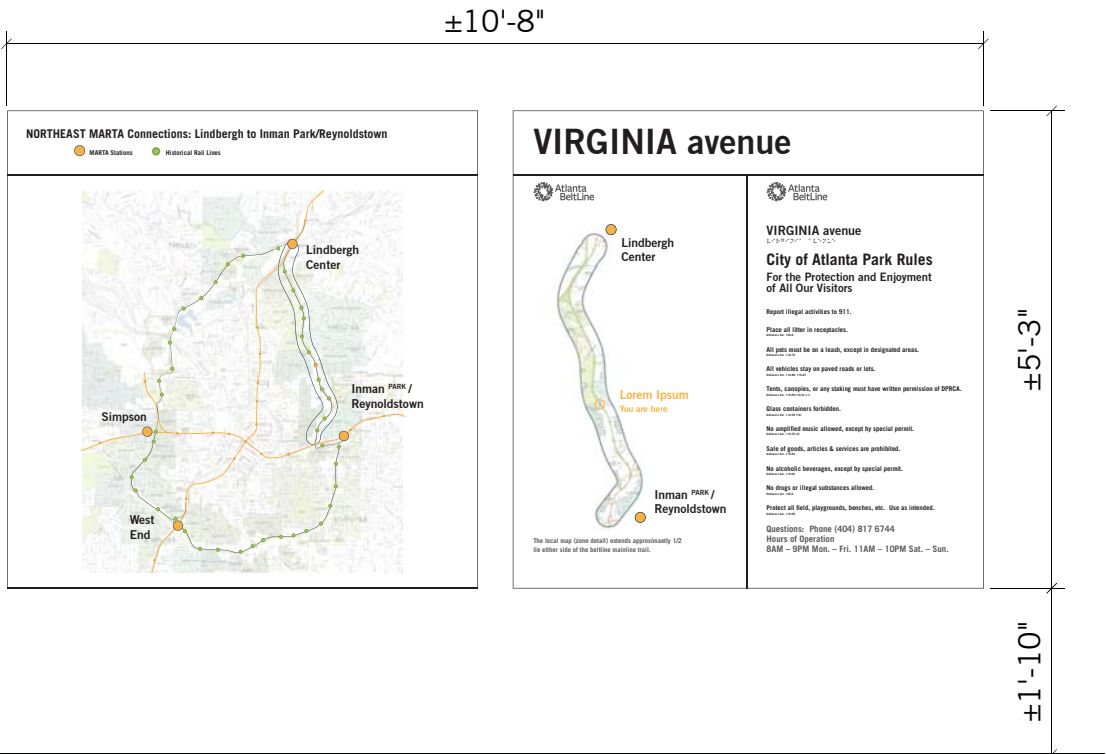 ±10'-8"
NORTHEAST MARTA Connections: Lindbergh to Inman Park/Reynoldstown
MARTA Stations
Historical Rail Lines
Lindbergh
Center
Inman PARK /
Reynoldstown
Simpson
West
End
VIRGINIA avenue
Atlanta
BeltLine
Lindbergh
Center
Lorem Ipsum
You are here
Inman PARK /
Reynoldstown
The local map (zone detail) extends approximaetly 1/2
ile either side of the beltline mainline trail.
Atlanta
BeltLine
VIRGINIA avenue
City of Atlanta Park Rules
For the Protection and Enjoyment
of All Our Visitors
Report illegal activities to 911.
Place all litter in receptacles.
All pets must be on a leash, except in designated areas.
All vehicles stay on paved roads or lots.
Tents, canopies, or any staking must have written permission of DPRCA.
Glass containers forbidden.
No amplified music allowed, except by special permit.
Sale of goods, articles & services are prohibited.
No alcoholic beverages, except by special permit.
No drugs or illegal substances allowed.
Protect all field, playgrounds, benches, etc. Use as intended.
Questions: Phone (404) 817 6744
Hours of Operation
8AM – 9PM Mon. – Fri. 11AM – 10PM Sat. – Sun.
±5'-3"
±1'-10"